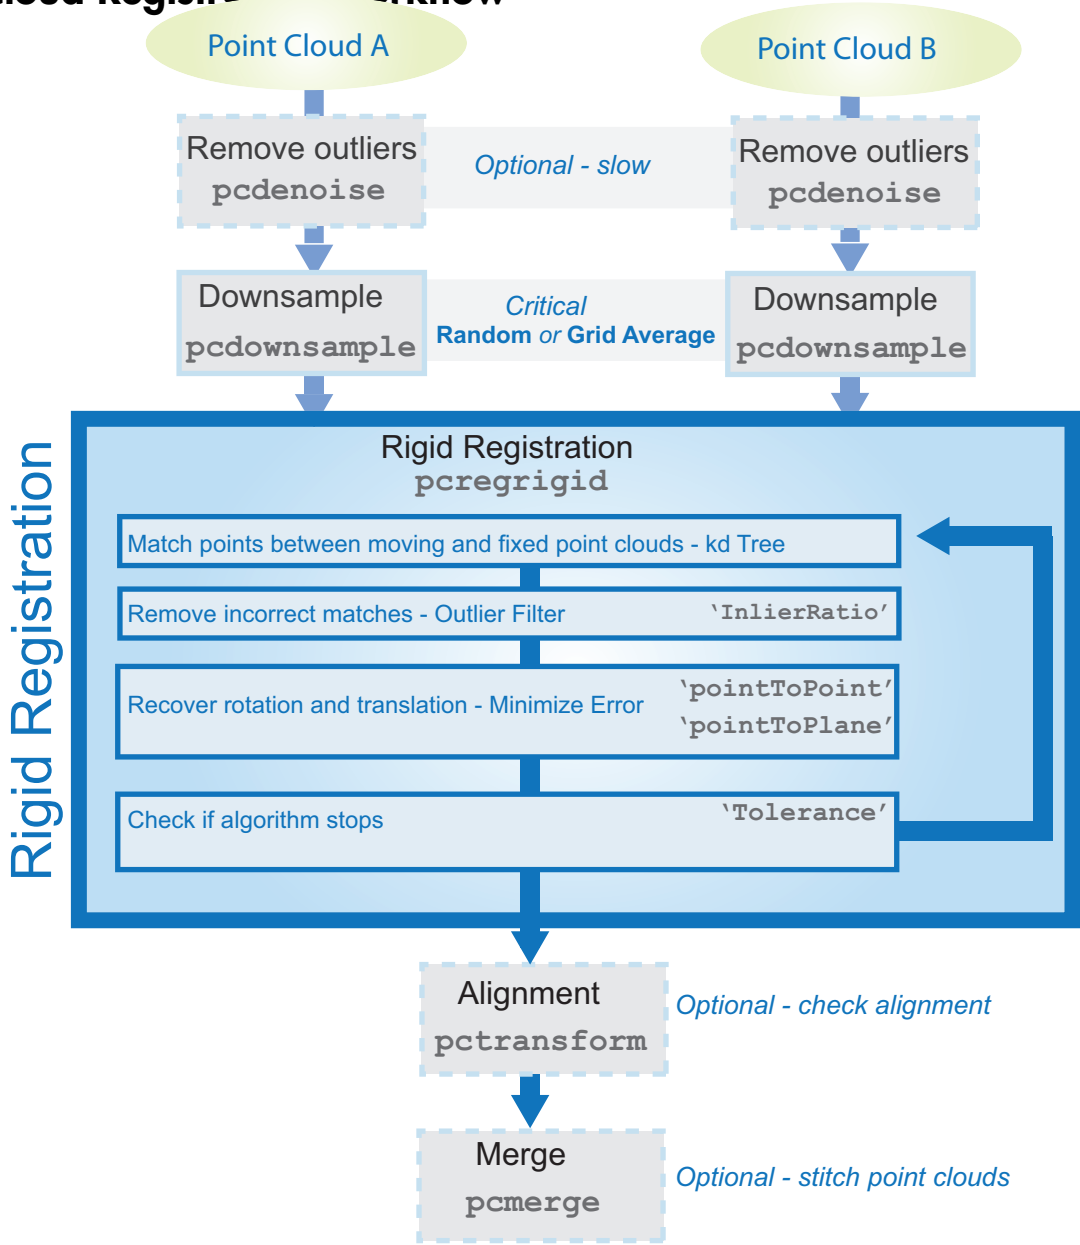 Point Cloud A
Point Cloud B
Remove outliers
pcdenoise
Optional - slow
Remove outliers
pcdenoise
Downsample
pcdownsample
Critical
Random or Grid Average
Downsample
pcdownsample
Rigid Registration
Rigid Registration
pcregrigid
Match points between moving and fixed point clouds - kd Tree
Remove incorrect matches - Outlier Filter
‘InlierRatio’
Recover rotation and translation - Minimize Error
‘pointToPoint’
‘pointToPlane’
Check if algorithm stops
‘Tolerance’
Alignment
pctransform
Optional - check alignment
Merge
pcmerge
Optional - stitch point clouds